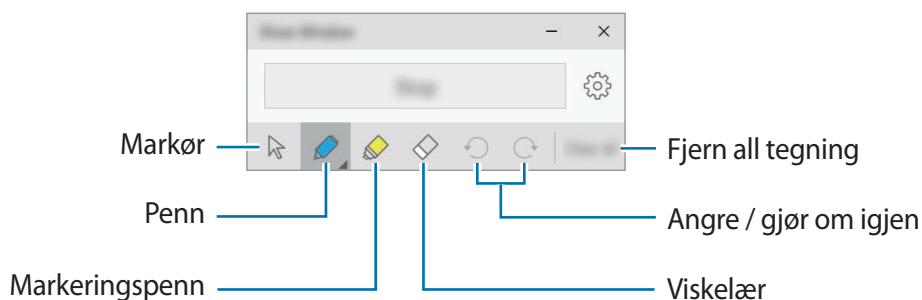 Markør
Fjern all tegning
Penn
Angre / gjør om igjen
Markeringspenn
Viskelær